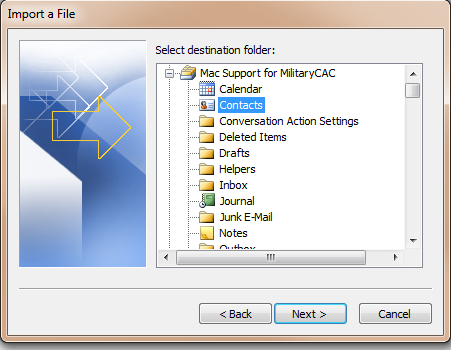 Import a File
Select destination folder:
Mac Support for MilitaryCAC
Calendar
Contacts
Conversation Action Settings
Deleted Items
Drafts
Helpers
Inbox
Journal
Junk E-Mail
Notes
Outbox
< Back
Next >
Cancel